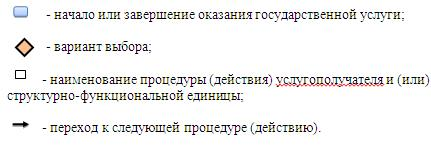 - начало или завершение оказания государственной услуги;
- вариант выбора;
- наименование процедуры (действия) услугополучателя и (или)
структурно-функциональной единицы;
- переход к следующей процедуре (действию).